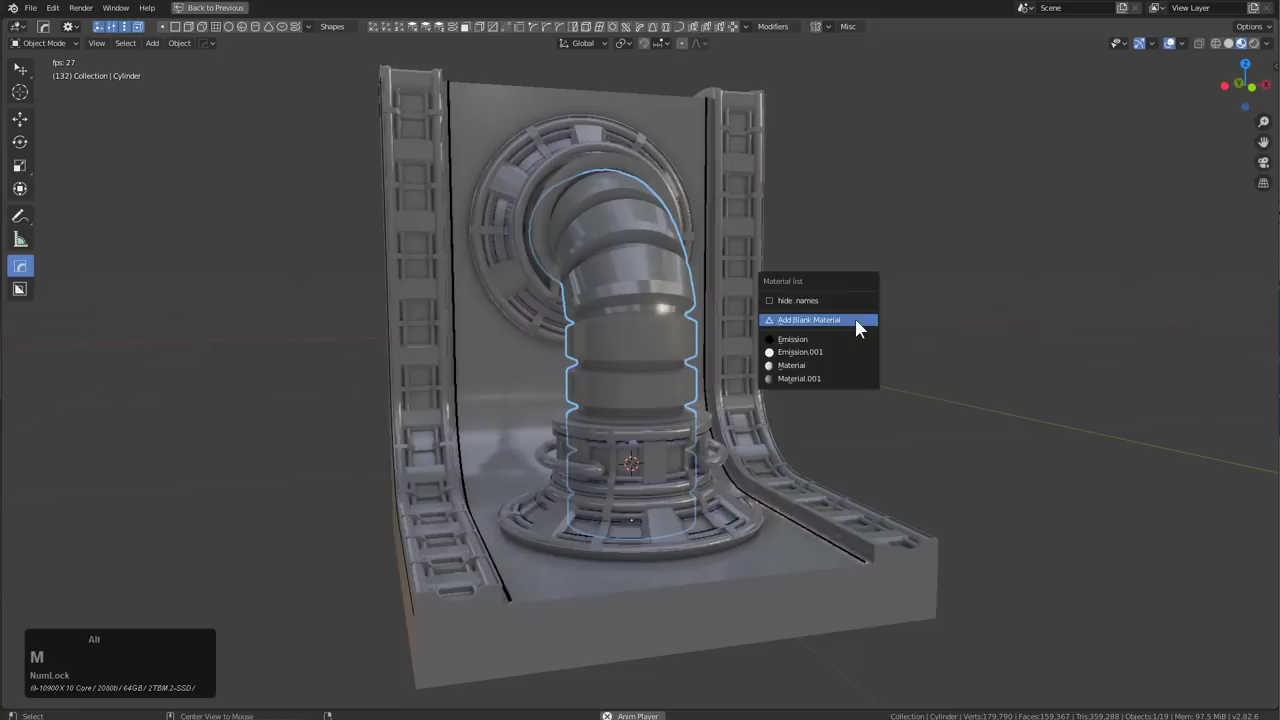 File Edit Render Window Help Back to Previous Scene View Layer
Shapes Modifiers Misc Options
Object Mode View Select Add Object Global
fps: 27
(132) Collection | Cylinder
Z
Y
X
Material list
hide .names
Add Blank Material
Emission
Emission.001
Material
Material.001
Alt
M
NumLock
i9-10900X 10 Core / 2080ti / 64GB / 2TBM.2-SSD /
Select Center View to Mouse Anim Player Collection | Cylinder | Verts:179,790 | Faces:159,367 | Tris:359,288 | Objects:1/19 | Mem: 97.5 MiB | v2.82.6